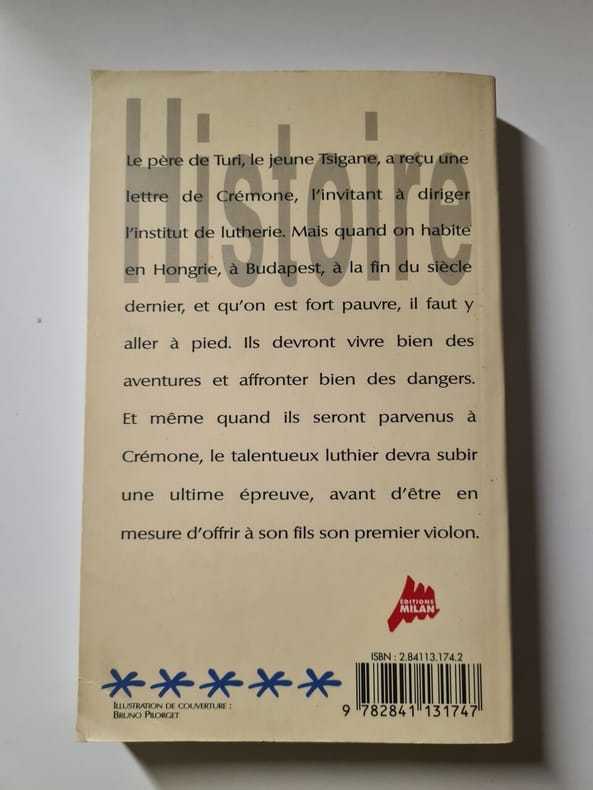 Histoire
Le père de Turi, le jeune Tsigane, a reçu une
lettre de Crémone, l'invitant à diriger
l'institut de lutherie. Mais quand on habite
en Hongrie, à Budapest, à la fin du siècle
dernier, et qu'on est fort pauvre, il faut y
aller à pied. Ils devront vivre bien des
aventures et affronter bien des dangers.
Et même quand ils seront parvenus à
Crémone, le talentueux luthier devra subir
une ultime épreuve, avant d'être en
mesure d'offrir à son fils son premier violon.
ÉDITIONS
MILAN
ISBN : 2.84113.174.2
ILLUSTRATION DE COUVERTURE :
BRUNO PILORGET
9 782841 131747